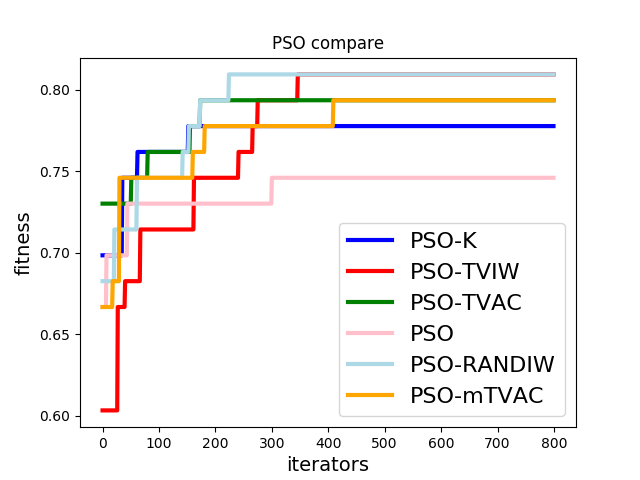 PSO compare
0.80
0.75
0.70
0.65
0.60
fitness
PSO-K
PSO-TVIW
PSO-TVAC
PSO
PSO-RANDIW
PSO-mTVAC
0 100 200 300 400 500 600 700 800
iterators